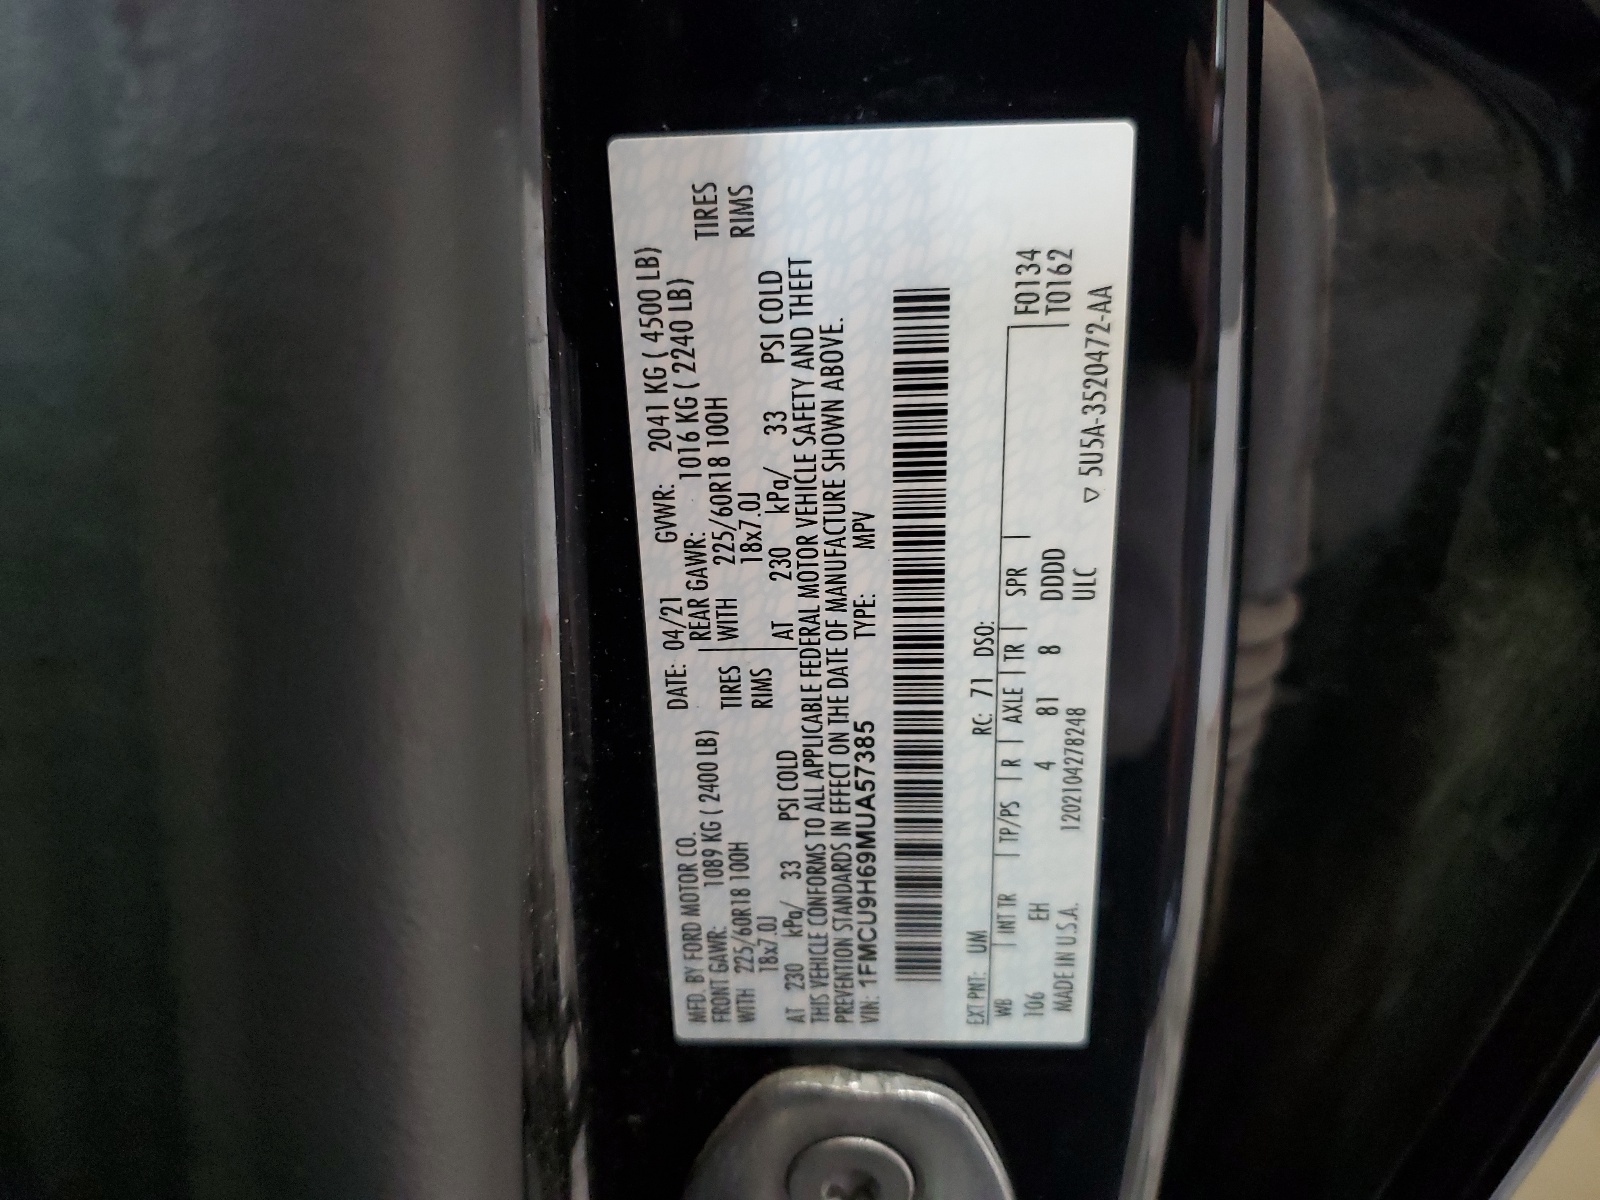 MFD. BY FORD MOTOR CO. DATE: 04/21 GVWR: 2041 KG ( 4500 LB)
FRONT GAWR: 1089 KG ( 2400 LB) REAR GAWR: 1016 KG ( 2240 LB)
WITH 225/60R18 100H TIRES WITH 225/60R18 100H TIRES
18x7.0J RIMS 18x7.0J RIMS
AT 230 kPa/ 33 PSI COLD AT 230 kPa/ 33 PSI COLD
THIS VEHICLE CONFORMS TO ALL APPLICABLE FEDERAL MOTOR VEHICLE SAFETY AND THEFT
PREVENTION STANDARDS IN EFFECT ON THE DATE OF MANUFACTURE SHOWN ABOVE.
VIN: 1FMCU9H69MUA57385 TYPE: MPV
EXT PNT: UM RC: 71 DSO:
WB INT TR TP/PS R AXLE TR SPR F0134
106 EH 4 81 8 DDDD T0162
MADE IN U.S.A. 12021042​78248 ULC ▽ 5U5A-3520472-AA